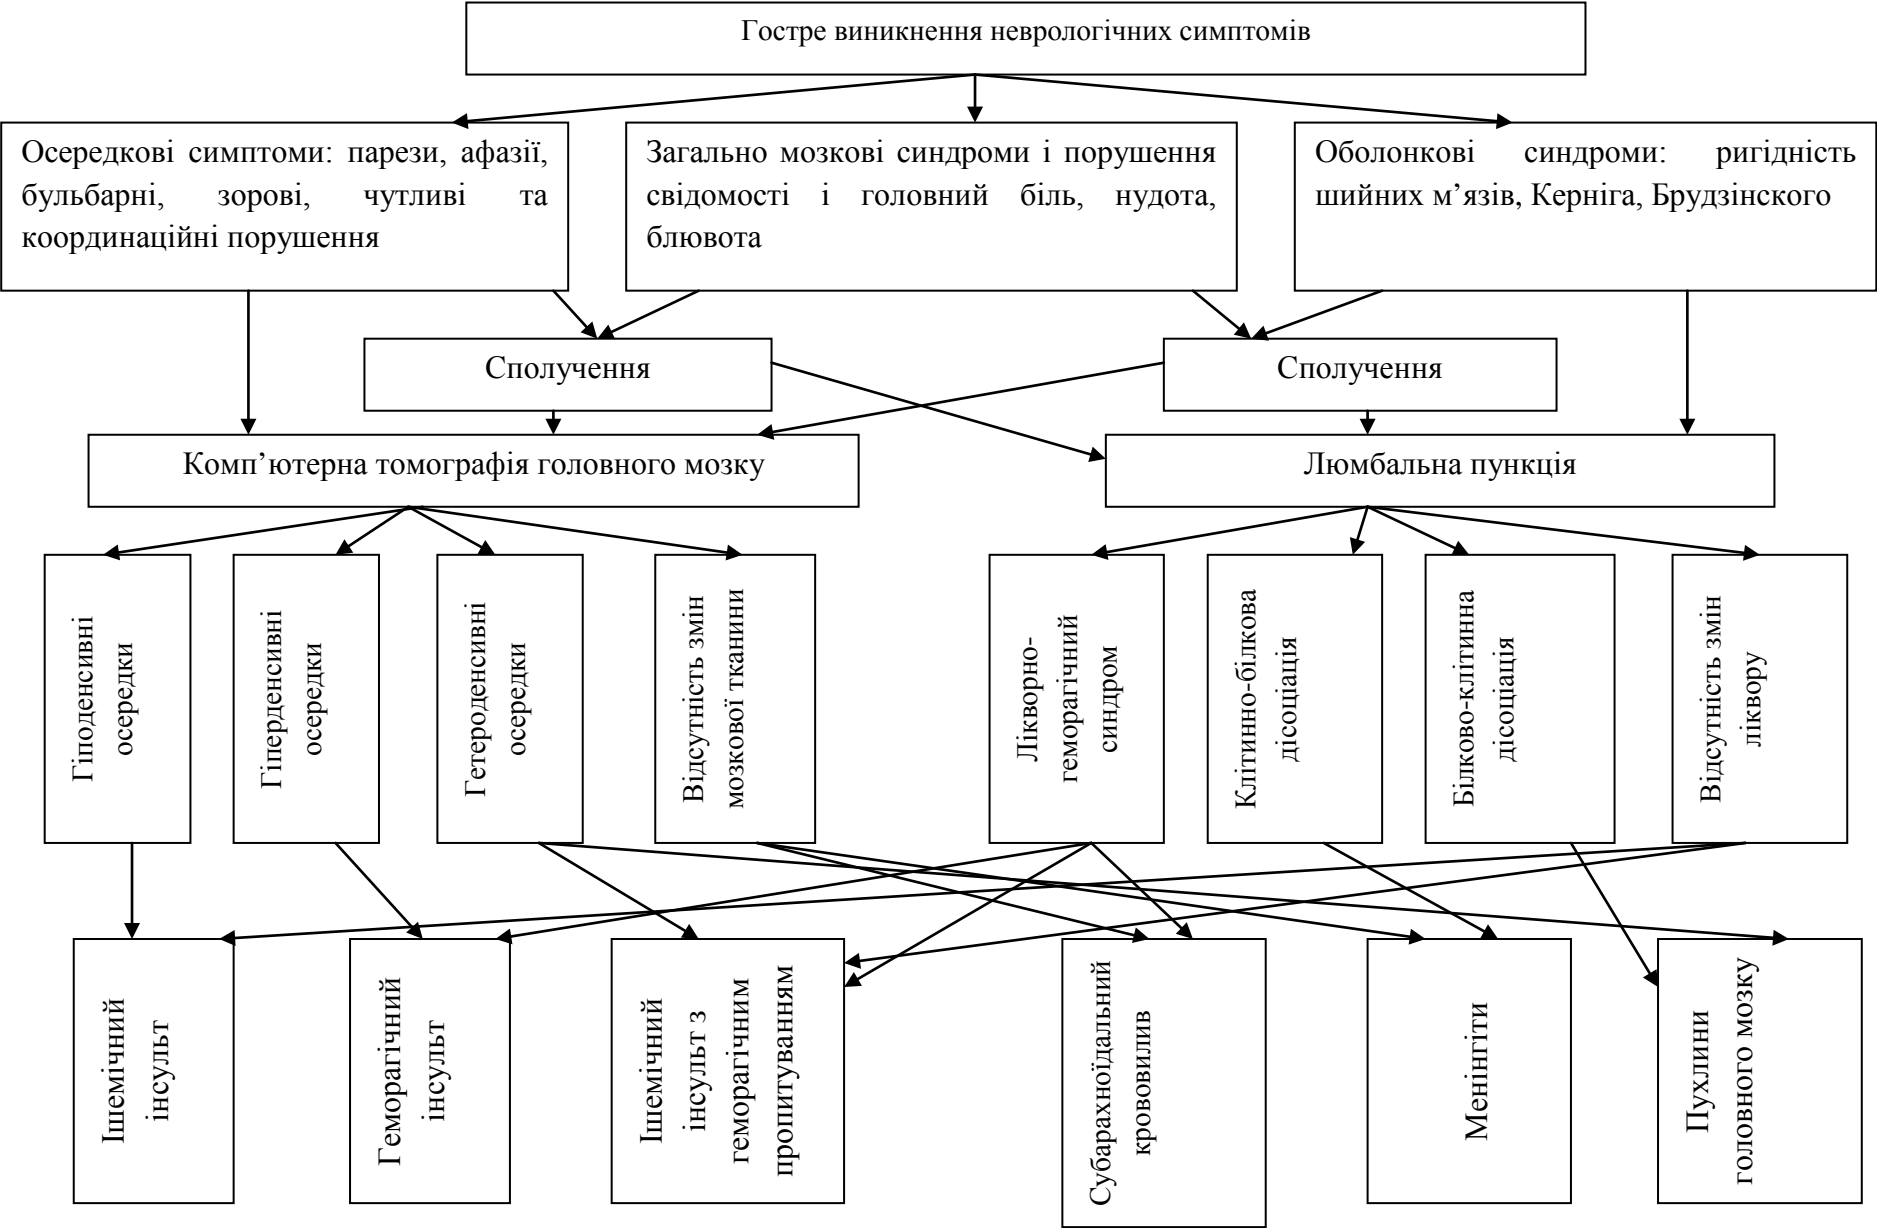 Гостре виникнення неврологічних симптомів
Осередкові симптоми: парези, афазії,
бульбарні, зорові, чутливі та
координаційні порушення
Загально мозкові синдроми і порушення
свідомості і головний біль, нудота,
блювота
Оболонкові синдроми: ригідність
шийних м’язів, Керніга, Брудзінского
Сполучення
Сполучення
Комп’ютерна томографія головного мозку
Люмбальна пункція
Гіподенсивні
осередки
Гіперденсивні
осередки
Гетероденсивні
осередки
Відсутність змін
мозкової тканини
Лікворно-
геморагічний
синдром
Клітинно-білкова
дісоціація
Білково-клітинна
дісоціація
Відсутність змін
ліквору
Ішемічний
інсульт
Геморагічний
інсульт
Ішемічний
інсульт з
геморагічним
пропитуванням
Субарахноїдальний
крововилив
Менінгіти
Пухлини
головного мозку